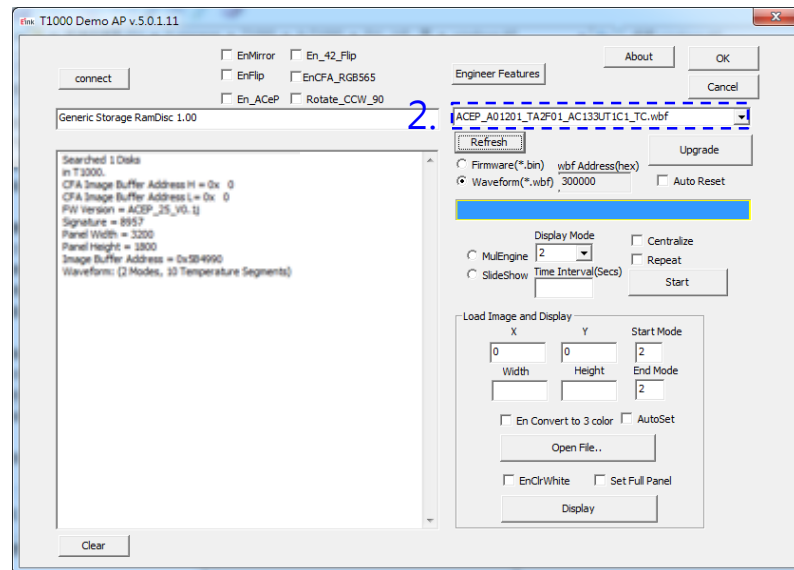 Eink T1000 Demo AP v.5.0.1.11
x
connect
EnMirror
En_42_Flip
EnFlip
EnCFA_RGB565
En_ACeP
Rotate_CCW_90
Engineer Features
About
OK
Cancel
Generic Storage RamDisc 1.00
2.
ACEP_A01201_TA2F01_AC133UT1C1_TC.wbf
Refresh
Upgrade
Firmware(*.bin)
wbf Address(hex)
Waveform(*.wbf)
300000
Auto Reset
Searched 1 Disks
in T1000.
CFA Image Buffer Address H = 0x 0
CFA Image Buffer Address L= 0x 0
FW Version = ACEP_25_V0.1j
Signature = 8957
Panel Width = 3200
Panel Height = 1800
Image Buffer Address = 0x5B4990
Waveform: (2 Modes, 10 Temperature Segments)
Display Mode
MulEngine
2
Centralize
Repeat
SlideShow
Time Interval(Secs)
Start
Load Image and Display
X
Y
Start Mode
0
0
2
Width
Height
End Mode
2
En Convert to 3 color
AutoSet
Open File..
EnClrWhite
Set Full Panel
Display
Clear